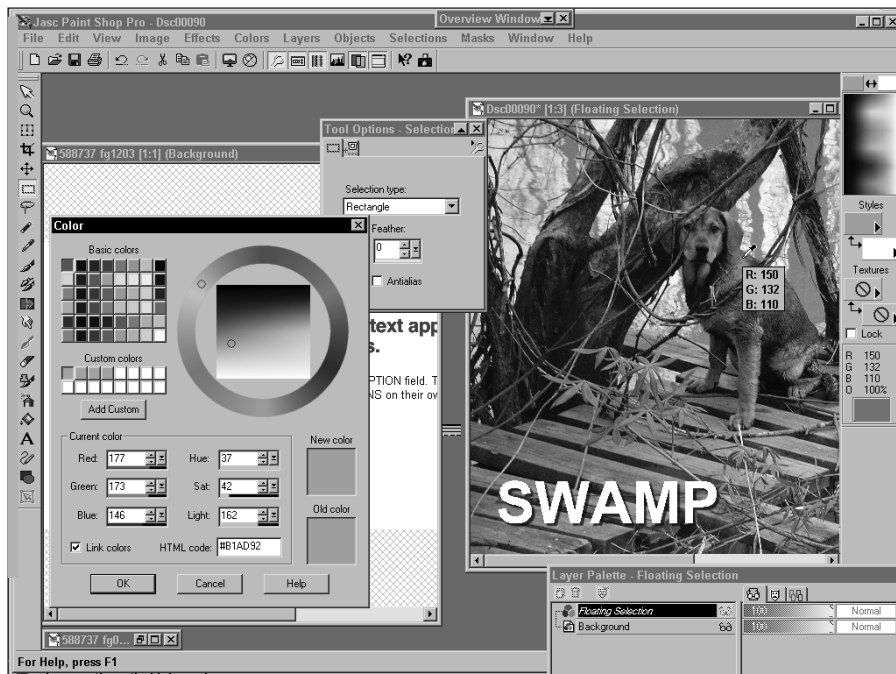 Jasc Paint Shop Pro - Dsc00090
Overview Window
File Edit View Image Effects Colors Layers Objects Selections Masks Window Help
Dsc00090* [1:3] (Floating Selection)
Tool Options - Selection
588737 fg1203 [1:1] (Background)
Selection type:
Rectangle
Feather:
0
Antialias
Styles
Textures
Lock
R 150
G 132
B 110
O 100%
R: 150
G: 132
B: 110
SWAMP
Color
Basic colors
Custom colors
Add Custom
Current color
Red: 177 Hue: 37
Green: 173 Sat: 42
Blue: 146 Light: 162
Link colors HTML code: #B1AD92
New color
Old color
OK Cancel Help
text app
s.
PTION field. T
NS on their ow
Layer Palette - Floating Selection
Floating Selection 100 Normal
Background 100 Normal
588737 fg0...
For Help, press F1